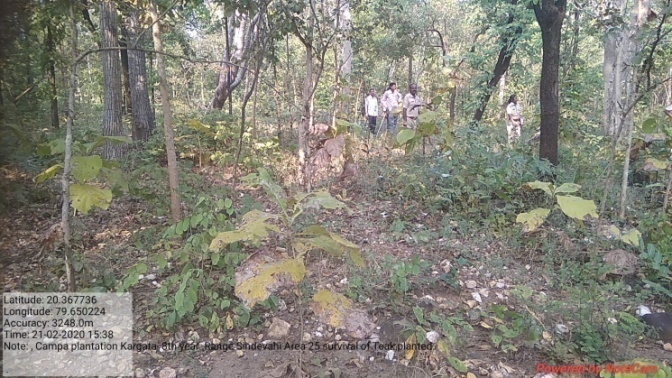 Latitude: 20.367736
Longitude: 79.650224
Accuracy: 3248.0m
Time: 21-02-2020 15:38
Note: , Campa plantation Kargata, 8th year ,Range Sindevahi Area 25 survival of Teak planted
Powered by NoteCam